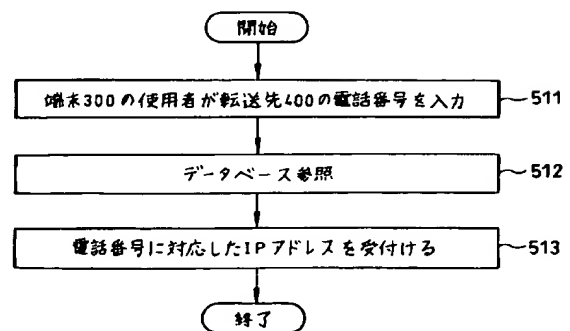 開始
端末300の使用者が転送先400の電話番号を入力
511
データベース参照
512
電話番号に対応したIPアドレスを受付ける
513
終了